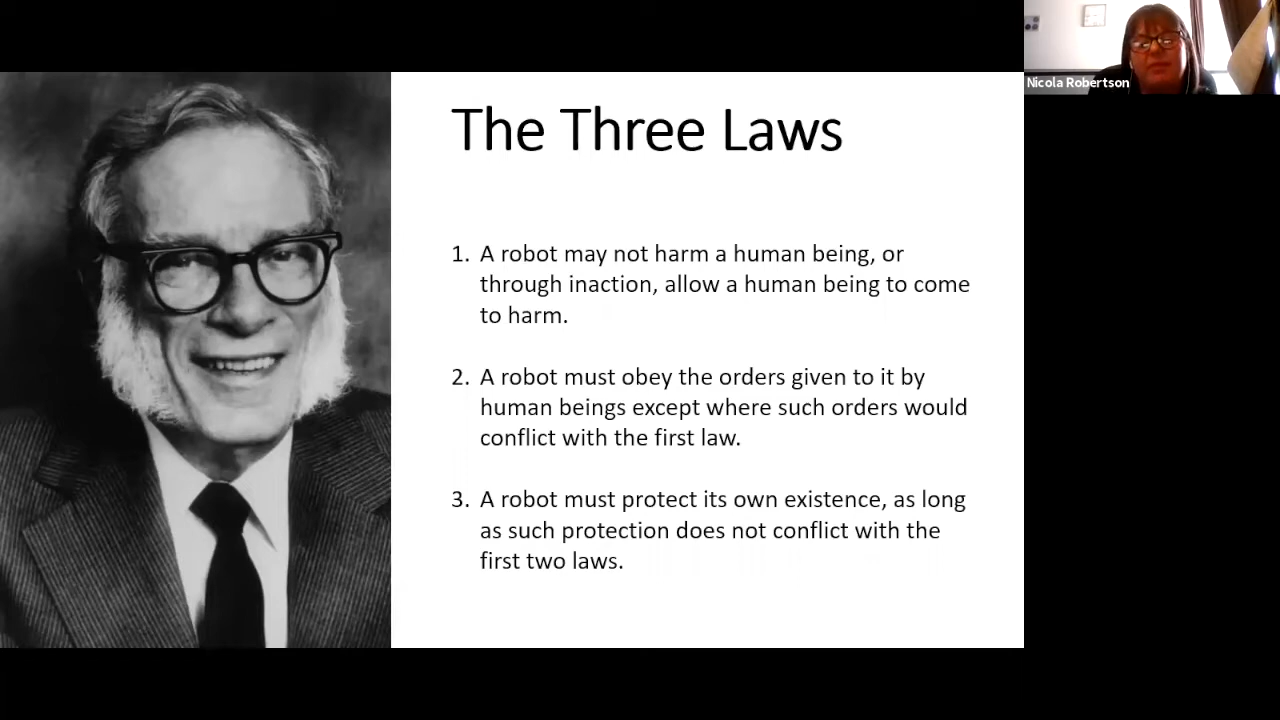 Nicola Robertson
The Three Laws
1. A robot may not harm a human being, or
through inaction, allow a human being to come
to harm.
2. A robot must obey the orders given to it by
human beings except where such orders would
conflict with the first law.
3. A robot must protect its own existence, as long
as such protection does not conflict with the
first two laws.